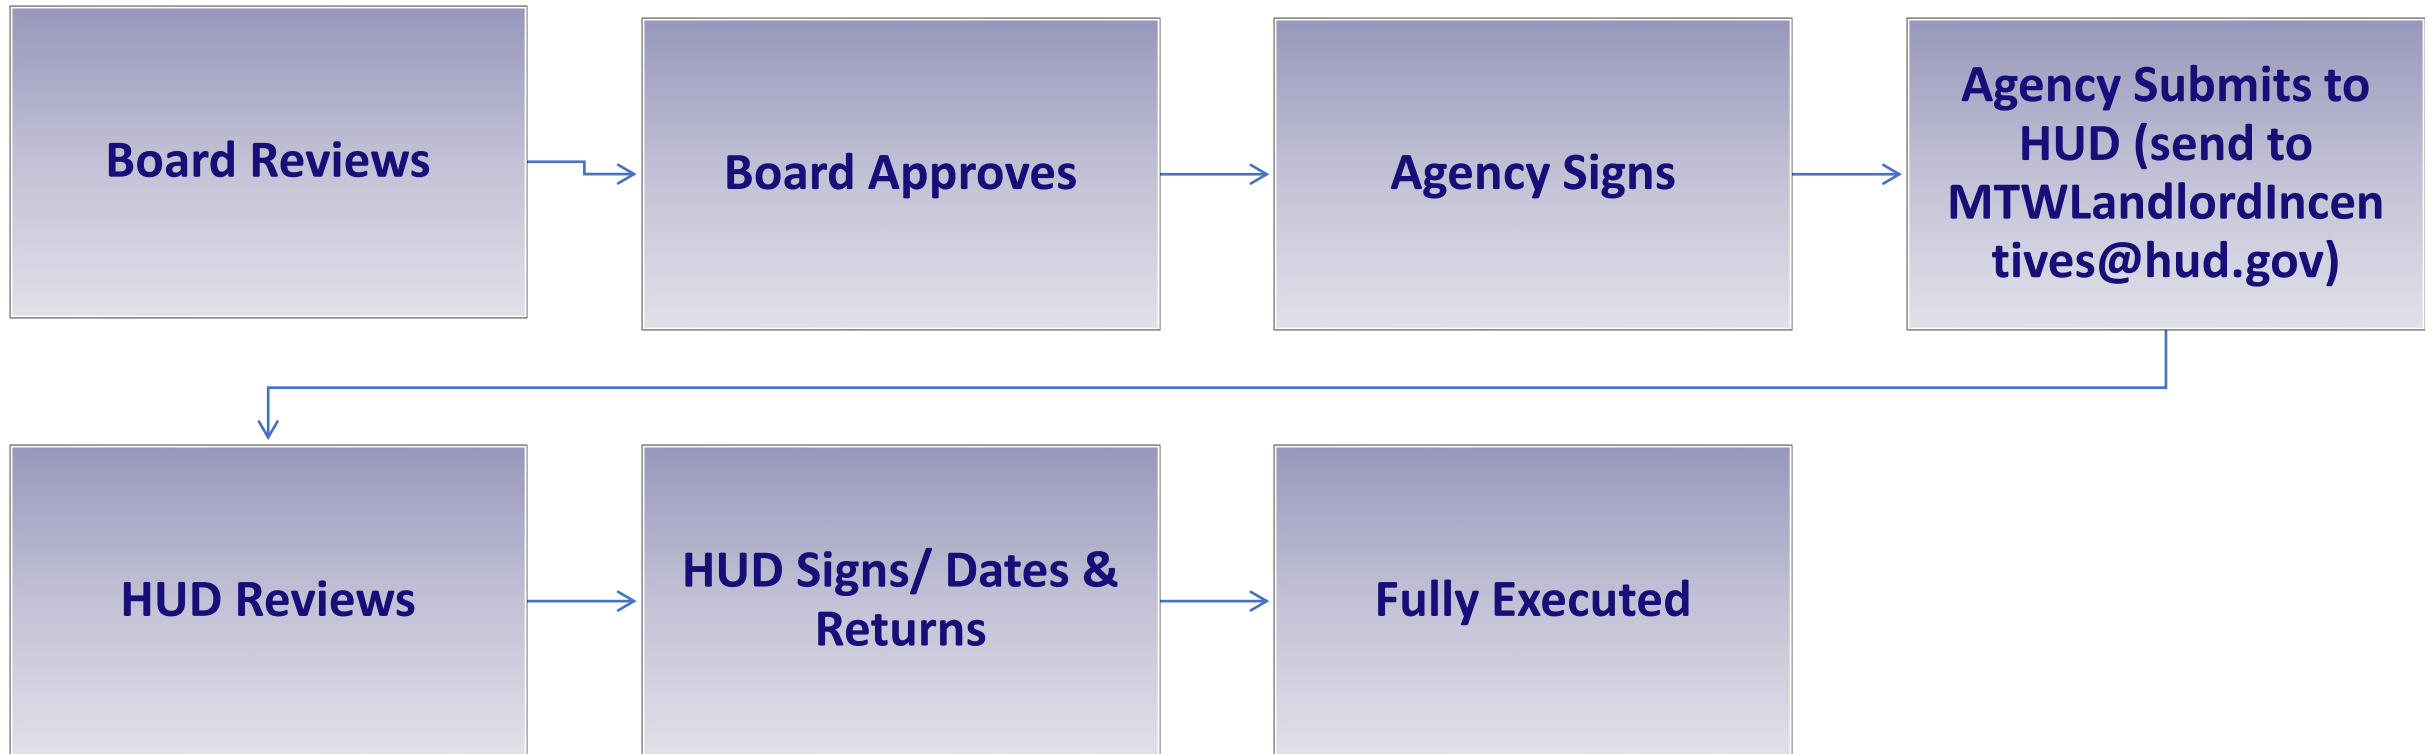 Board Reviews
Board Approves
Agency Signs
Agency Submits to
HUD (send to
MTWLandlordIncen
tives@hud.gov)
HUD Reviews
HUD Signs/ Dates &
Returns
Fully Executed